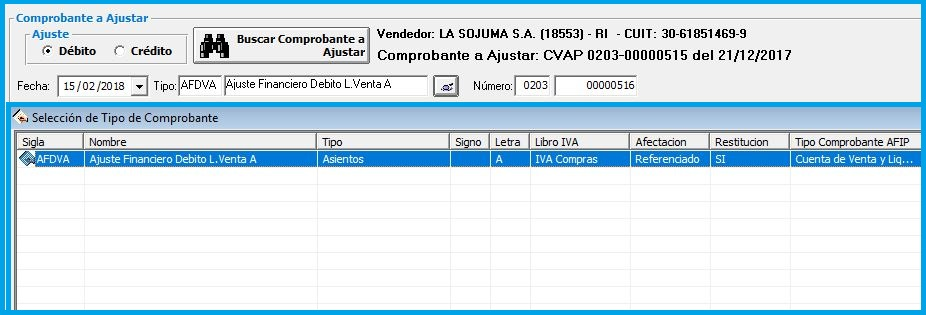 Comprobante a Ajustar
Ajuste
Débito Crédito
Buscar Comprobante a
Ajustar
Vendedor: LA SOJUMA S.A. (18553) - RI - CUIT: 30-61851469-9
Comprobante a Ajustar: CVAP 0203-00000515 del 21/12/2017
Fecha: 15/02/2018 Tipo: AFDVA Ajuste Financiero Debito L.Venta A Número: 0203 00000516
Selección de Tipo de Comprobante
Sigla Nombre Tipo Signo Letra Libro IVA Afectacion Restitucion Tipo Comprobante AFIP
AFDVA Ajuste Financiero Debito L.Venta A Asientos A IVA Compras Referenciado SI Cuenta de Venta y Liq...